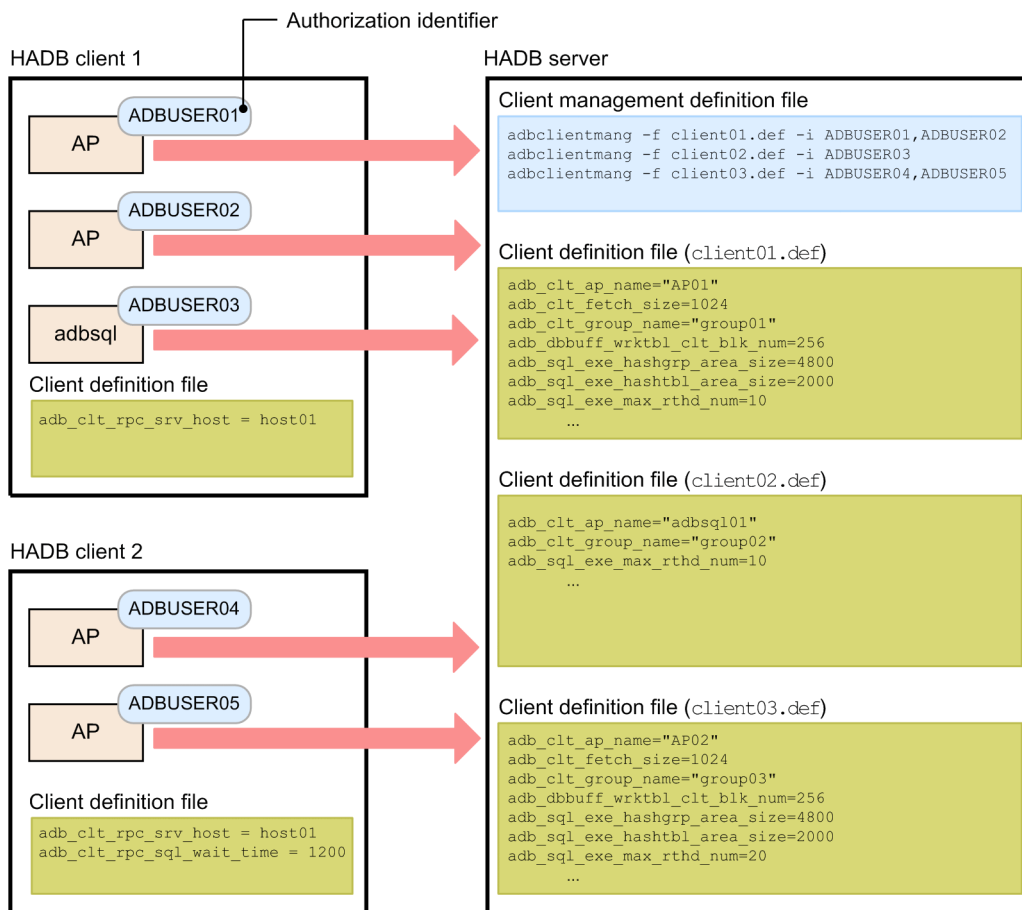 Authorization identifier
HADB client 1
ADBUSER01
AP
ADBUSER02
AP
ADBUSER03
adbsql
Client definition file
adb_clt_rpc_srv_host = host01
HADB client 2
ADBUSER04
AP
ADBUSER05
AP
Client definition file
adb_clt_rpc_srv_host = host01
adb_clt_rpc_sql_wait_time = 1200
HADB server
Client management definition file
adbclientmang -f client01.def -i ADBUSER01,ADBUSER02
adbclientmang -f client02.def -i ADBUSER03
adbclientmang -f client03.def -i ADBUSER04,ADBUSER05
Client definition file (client01.def)
adb_clt_ap_name="AP01"
adb_clt_fetch_size=1024
adb_clt_group_name="group01"
adb_dbbuff_wrktbl_clt_blk_num=256
adb_sql_exe_hashgrp_area_size=4800
adb_sql_exe_hashtbl_area_size=2000
adb_sql_exe_max_rthd_num=10
...
Client definition file (client02.def)
adb_clt_ap_name="adbsql01"
adb_clt_group_name="group02"
adb_sql_exe_max_rthd_num=10
...
Client definition file (client03.def)
adb_clt_ap_name="AP02"
adb_clt_fetch_size=1024
adb_clt_group_name="group03"
adb_dbbuff_wrktbl_clt_blk_num=256
adb_sql_exe_hashgrp_area_size=4800
adb_sql_exe_hashtbl_area_size=2000
adb_sql_exe_max_rthd_num=20
...